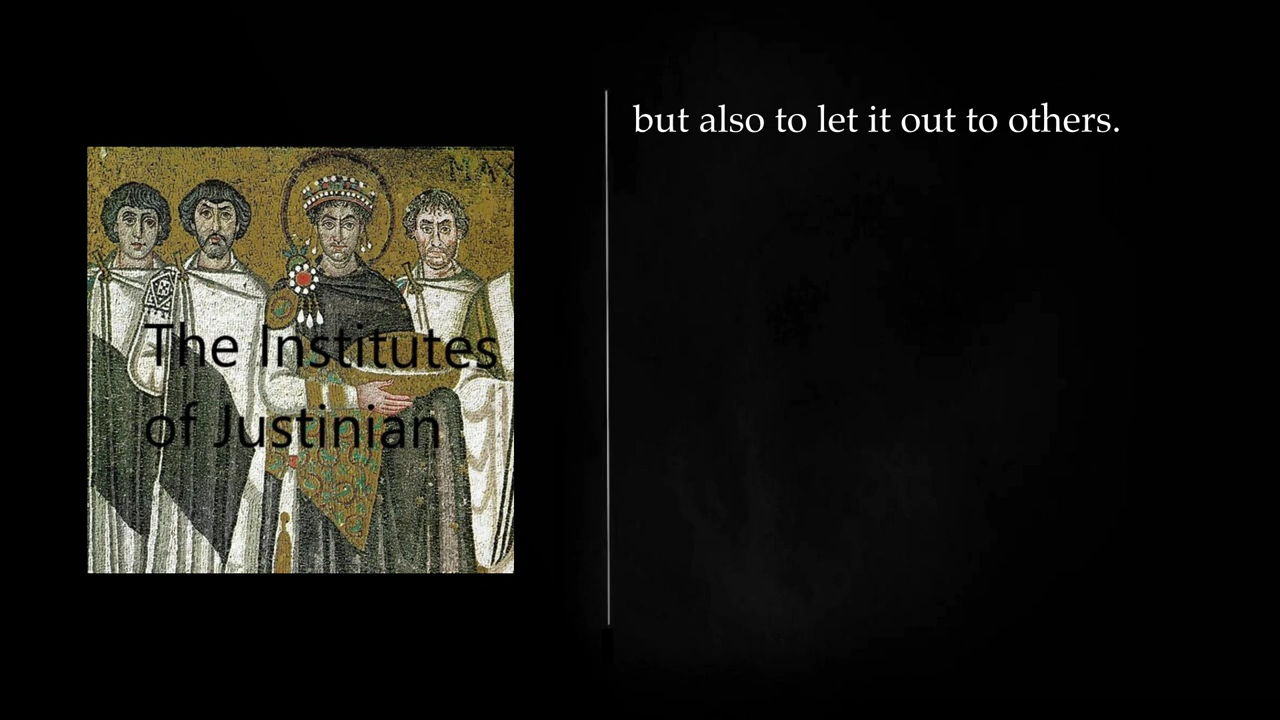 The Institutes
of Justinian
but also to let it out to others.